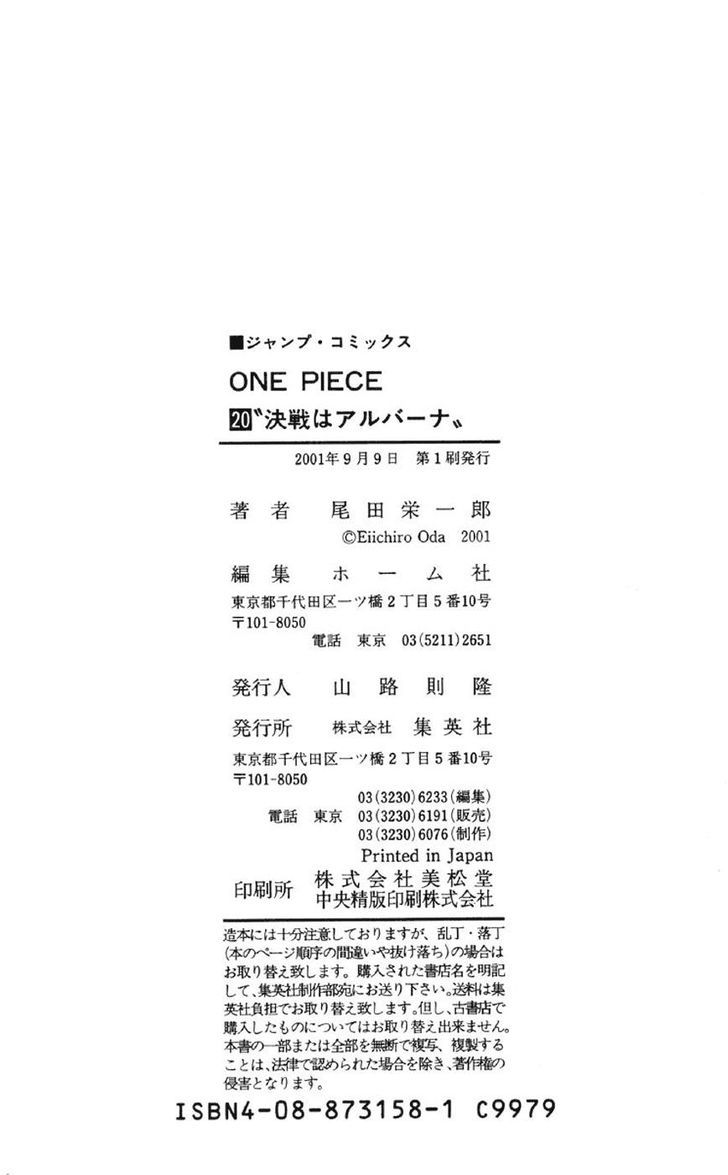 ■ジャンプ・コミックス
ONE PIECE
20〝決戦はアルバーナ〟
2001年9月9日 第1刷発行
著者 尾田栄一郎
©Eiichiro Oda 2001
編集 ホーム社
東京都千代田区一ツ橋2丁目5番10号
〒101-8050
電話 東京 03(5211)2651
発行人 山路則隆
発行所 株式会社 集英社
東京都千代田区一ツ橋2丁目5番10号
〒101-8050
03(3230)6233(編集)
電話 東京 03(3230)6191(販売)
03(3230)6076(制作)
Printed in Japan
印刷所 株式会社美松堂
中央精版印刷株式会社
造本には十分注意しておりますが、乱丁・落丁
(本のページ順序の間違いや抜け落ち)の場合は
お取り替え致します。購入された書店名を明記
して、集英社制作部宛にお送り下さい。送料は集
英社負担でお取り替え致します。但し、古書店で
購入したものについてはお取り替え出来ません。
本書の一部または全部を無断で複写、複製する
ことは、法律で認められた場合を除き、著作権の
侵害となります。
ISBN4-08-873158-1 C9979